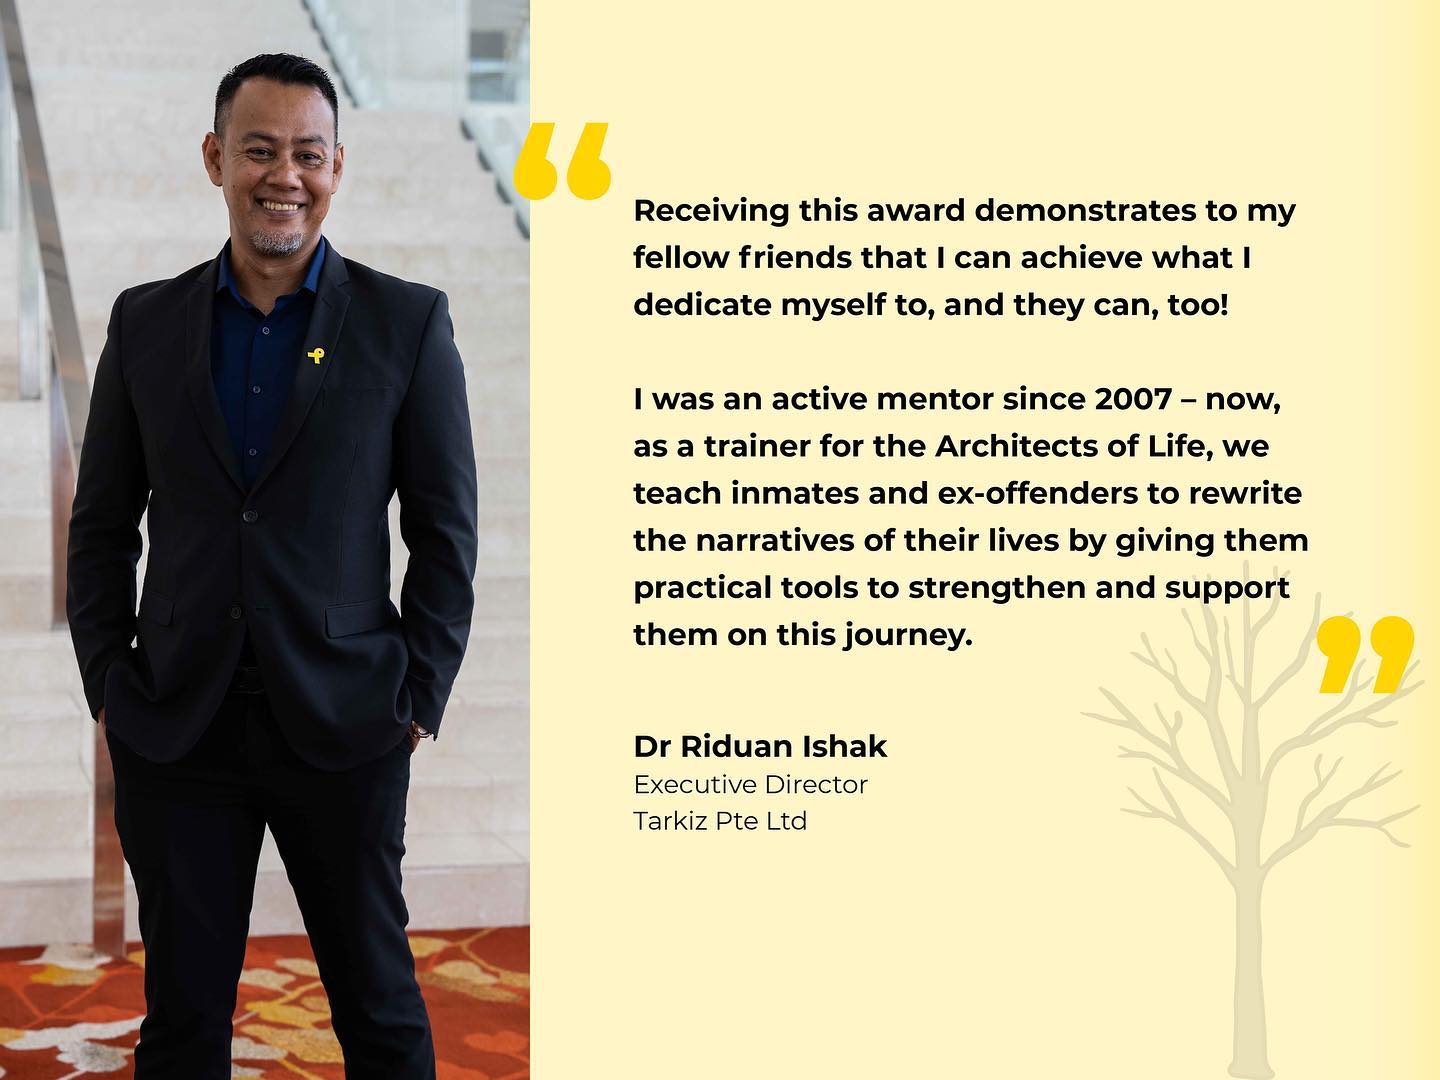 “
Receiving this award demonstrates to my
fellow friends that I can achieve what I
dedicate myself to, and they can, too!
I was an active mentor since 2007 – now,
as a trainer for the Architects of Life, we
teach inmates and ex-offenders to rewrite
the narratives of their lives by giving them
practical tools to strengthen and support
them on this journey.
”
Dr Riduan Ishak
Executive Director
Tarkiz Pte Ltd